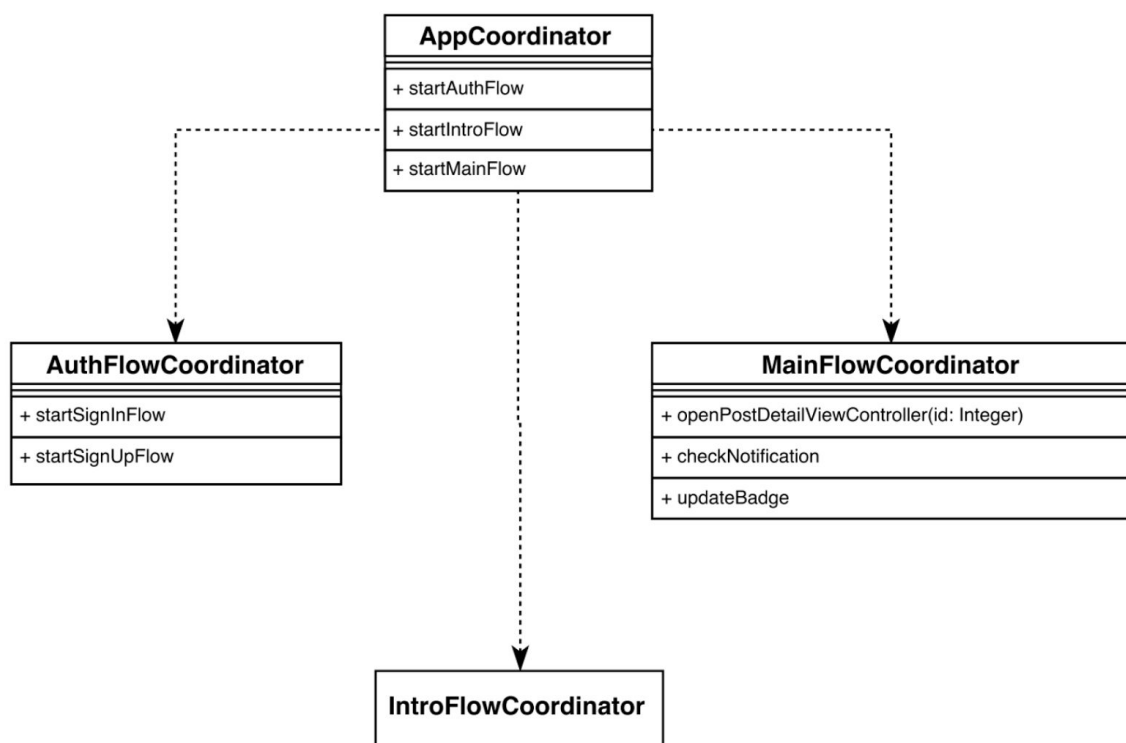 AppCoordinator
+ startAuthFlow
+ startIntroFlow
+ startMainFlow
AuthFlowCoordinator
+ startSignInFlow
+ startSignUpFlow
MainFlowCoordinator
+ openPostDetailViewController(id: Integer)
+ checkNotification
+ updateBadge
IntroFlowCoordinator